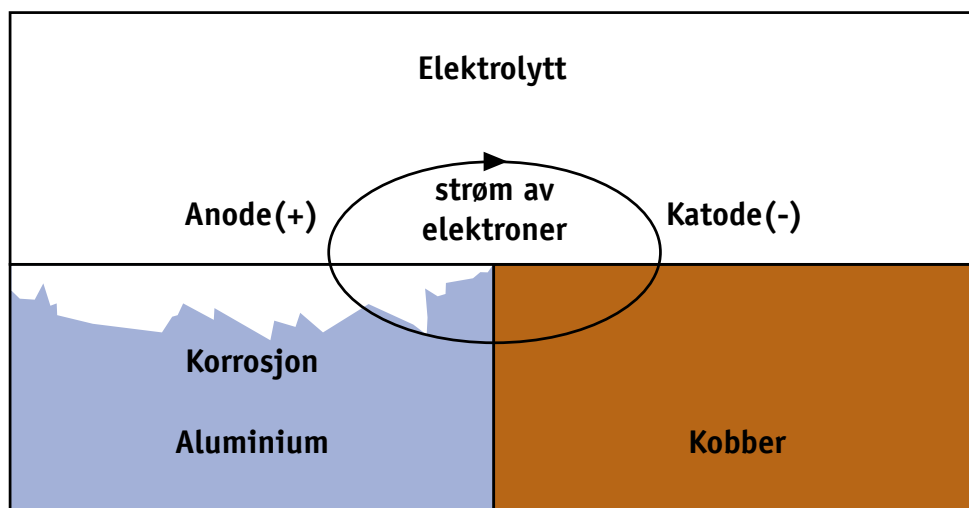 Elektrolytt
strøm av
elektroner
Anode(+)
Katode(-)
Korrosjon
Aluminium
Kobber